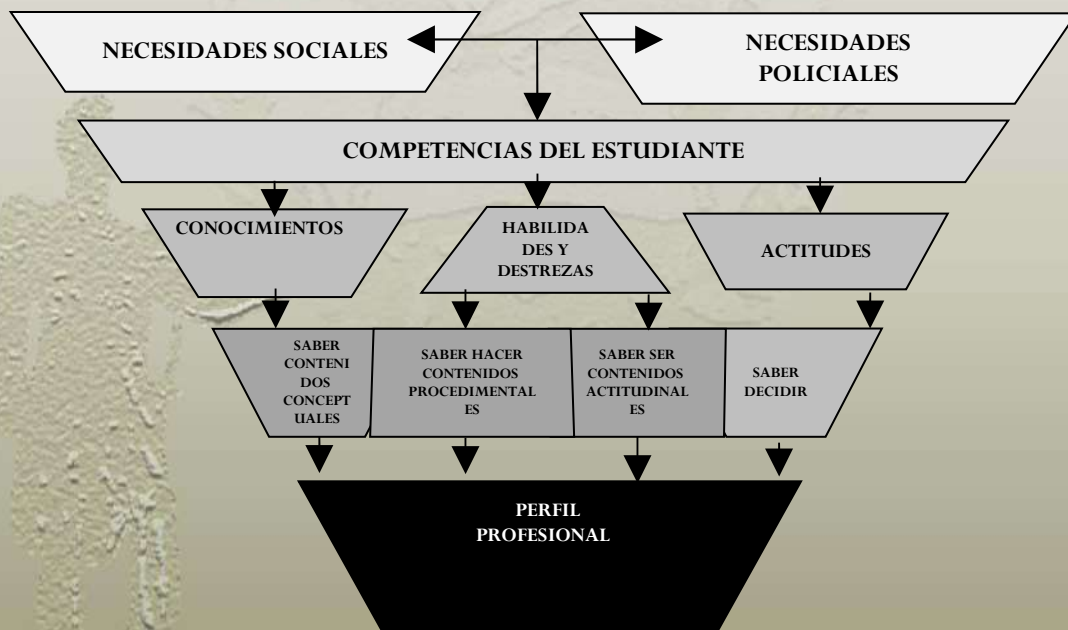 NECESIDADES SOCIALES
NECESIDADES
POLICIALES
COMPETENCIAS DEL ESTUDIANTE
CONOCIMIENTOS
HABILIDA
DES Y
DESTREZAS
ACTITUDES
SABER
CONTENI
DOS
CONCEPT
UALES
SABER HACER
CONTENIDOS
PROCEDIMENTAL
ES
SABER SER
CONTENIDOS
ACTITUDINAL
ES
SABER
DECIDIR
PERFIL
PROFESIONAL